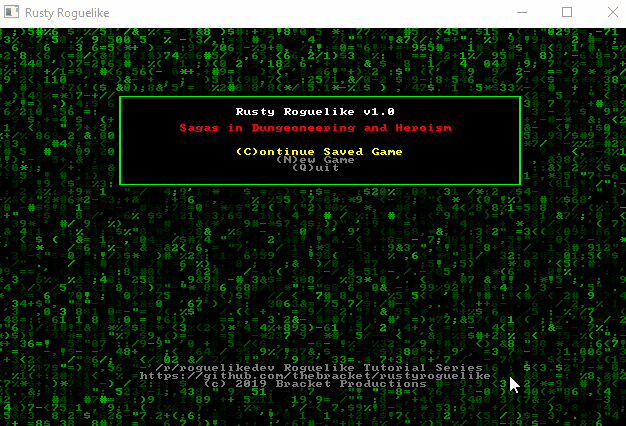 Rusty Roguelike
Rusty Roguelike v1.0
Sagas in Dungeoneering and Heroism
(C)ontinue Saved Game
(N)ew Game
(Q)uit
/r/roguelikedev Roguelike Tutorial Series
https://github.com/thebracket/rustyroguelike
(c) 2019 Bracket Productions